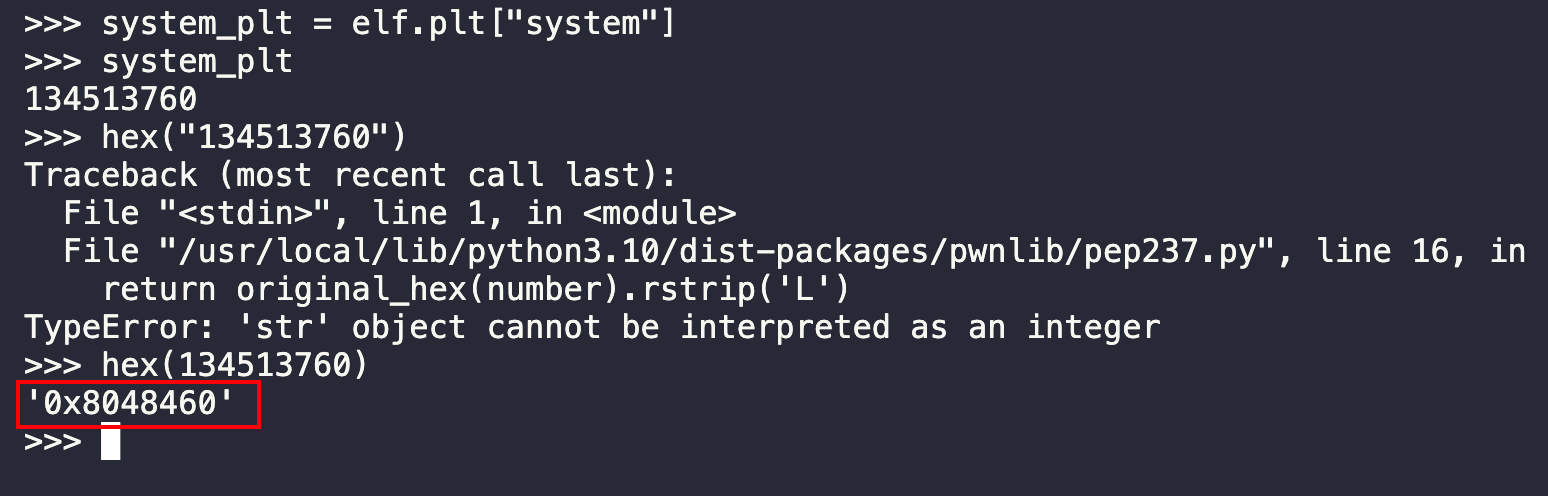 >>> system_plt = elf.plt["system"]
>>> system_plt
134513760
>>> hex("134513760")
Traceback (most recent call last):
  File "<stdin>", line 1, in <module>
  File "/usr/local/lib/python3.10/dist-packages/pwnlib/pep237.py", line 16, in
    return original_hex(number).rstrip('L')
TypeError: 'str' object cannot be interpreted as an integer
>>> hex(134513760)
'0x8048460'
>>>